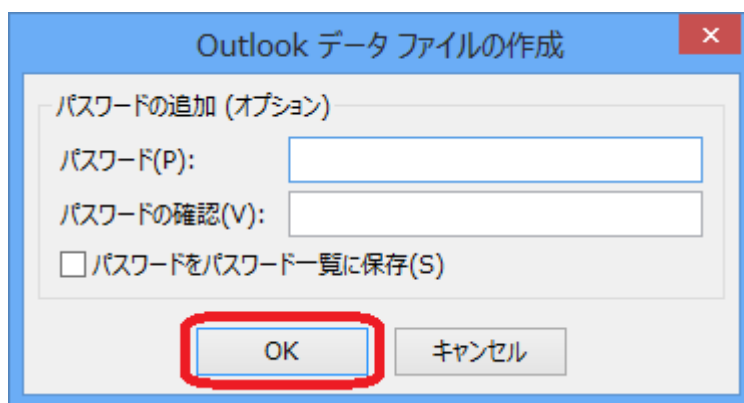 Outlook データ ファイルの作成
パスワードの追加 (オプション)
パスワード(P):
パスワードの確認(V):
パスワードをパスワード一覧に保存(S)
OK キャンセル